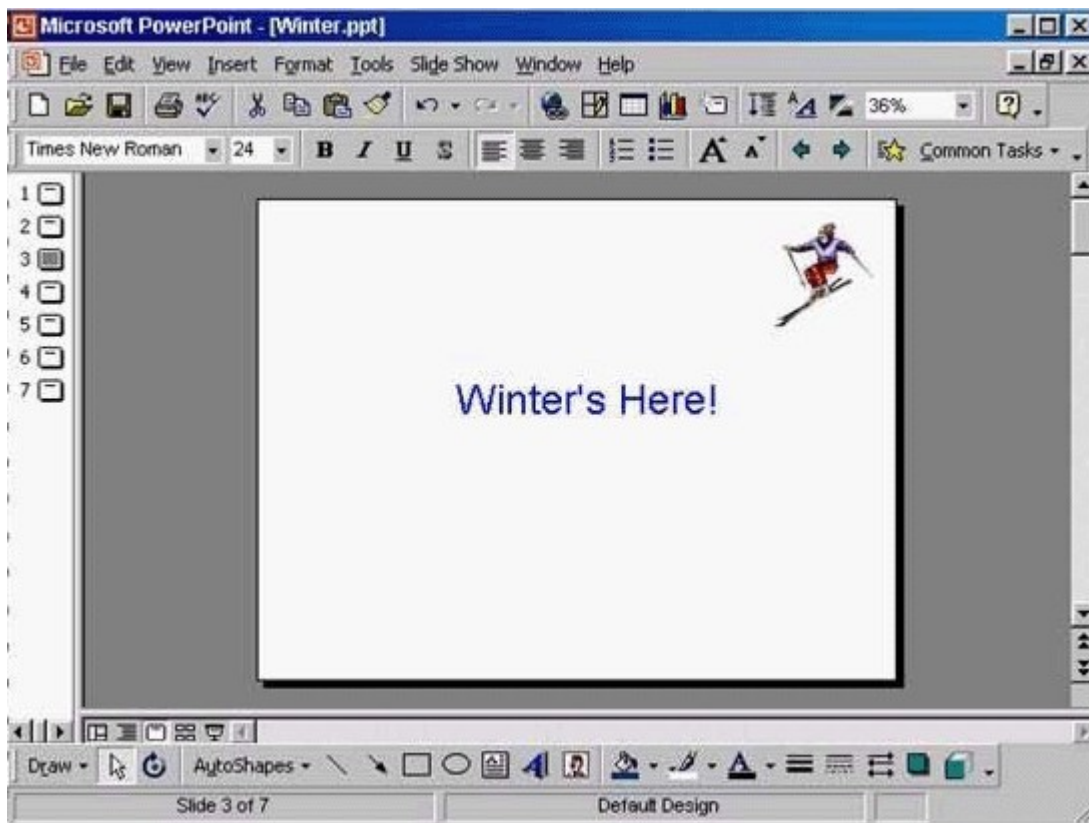 Microsoft PowerPoint - [Winter.ppt]
File Edit View Insert Format Tools Slide Show Window Help
36%
Times New Roman 24 B I U S A A Common Tasks
1
2
3
4
5
6
7
Winter's Here!
Draw AutoShapes
Slide 3 of 7 Default Design